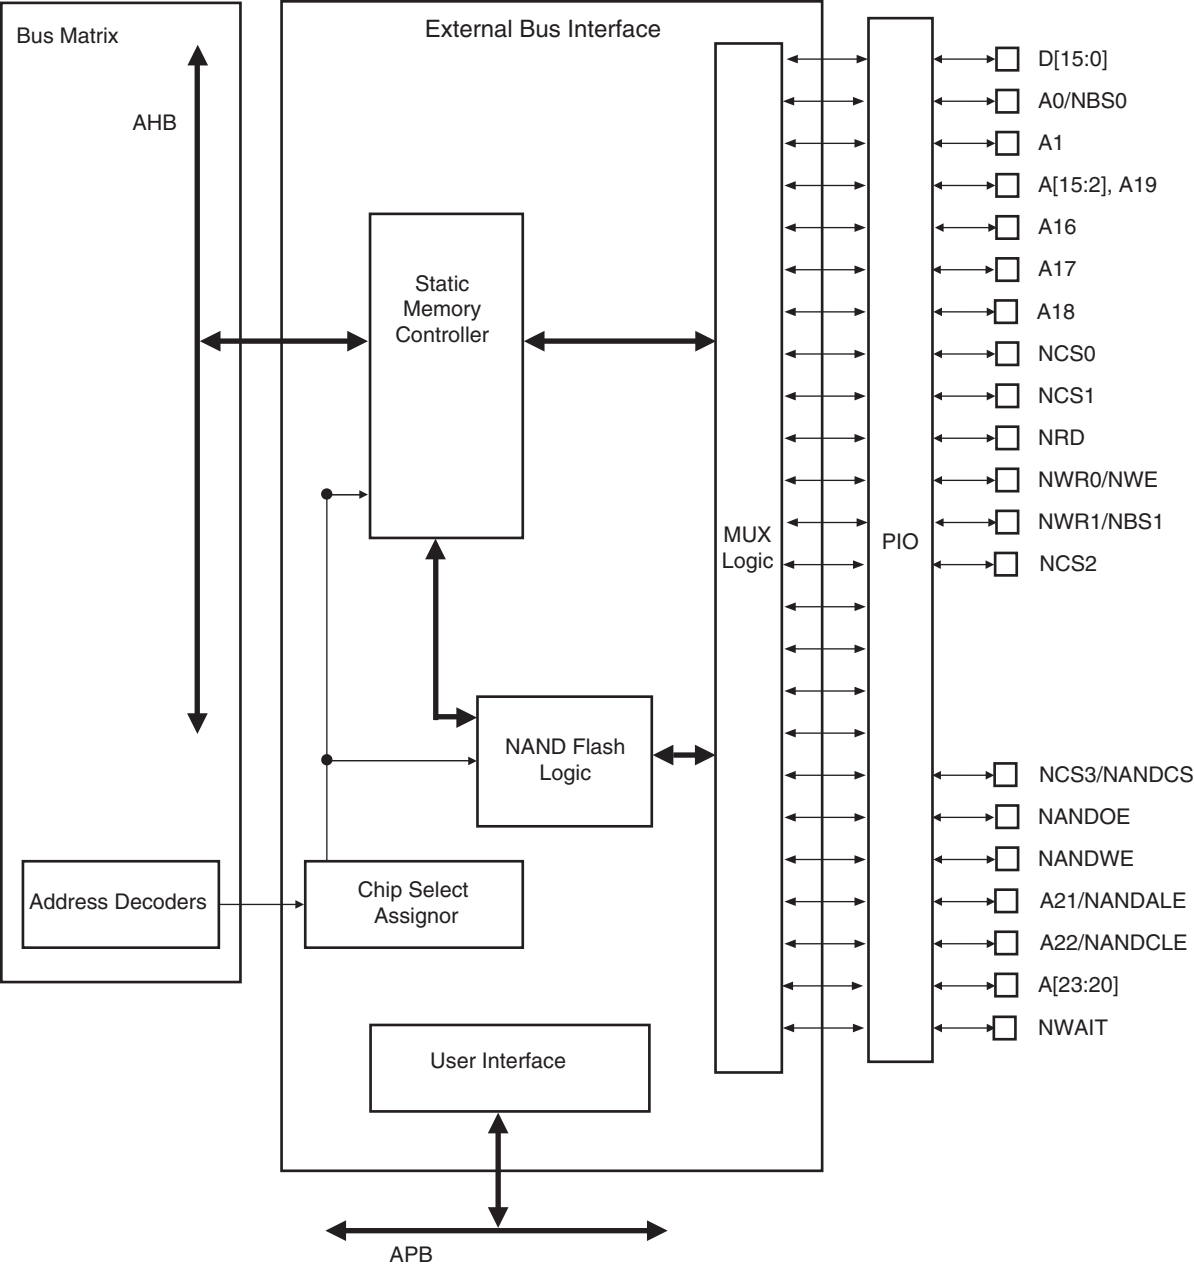 Bus Matrix
External Bus Interface
AHB
Static
Memory
Controller
NAND Flash
Logic
Address Decoders
Chip Select
Assignor
User Interface
APB
MUX
Logic
PIO
D[15:0]
A0/NBS0
A1
A[15:2], A19
A16
A17
A18
NCS0
NCS1
NRD
NWR0/NWE
NWR1/NBS1
NCS2
NCS3/NANDCS
NANDOE
NANDWE
A21/NANDALE
A22/NANDCLE
A[23:20]
NWAIT